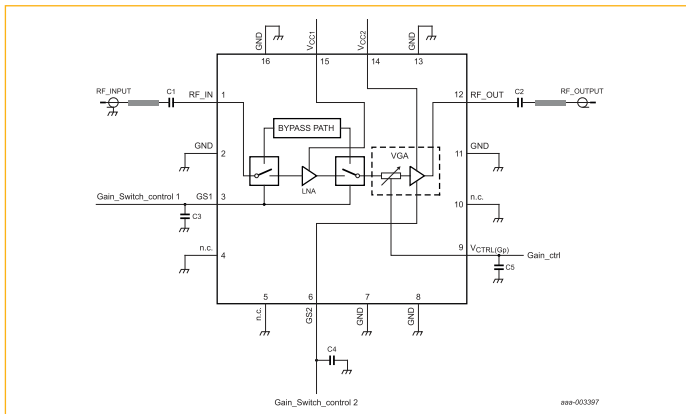 GND
16
VCC1
15
VCC2
14
GND
13
RF_INPUT
C1
RF_IN
1
12
RF_OUT
C2
RF_OUTPUT
BYPASS PATH
VGA
LNA
GND
2
11
GND
Gain_Switch_control 1
GS1
3
C3
10
n.c.
n.c.
4
9
VCTRL(Gp)
Gain_ctrl
C5
5
n.c.
6
GS2
7
GND
8
GND
C4
Gain_Switch_control 2
aaa-003397